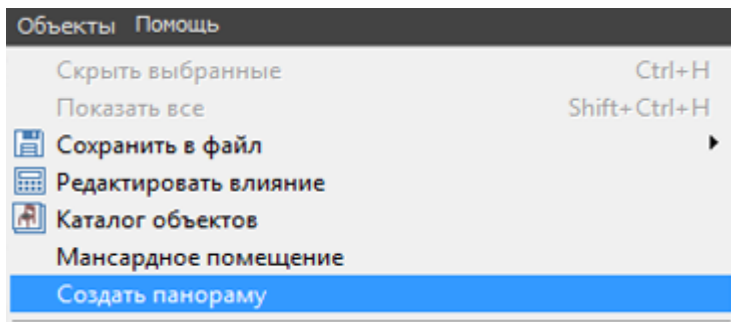 Объекты Помощь
Скрыть выбранные Ctrl+H
Показать все Shift+Ctrl+H
Сохранить в файл
Редактировать влияние
Каталог объектов
Мансардное помещение
Создать панораму